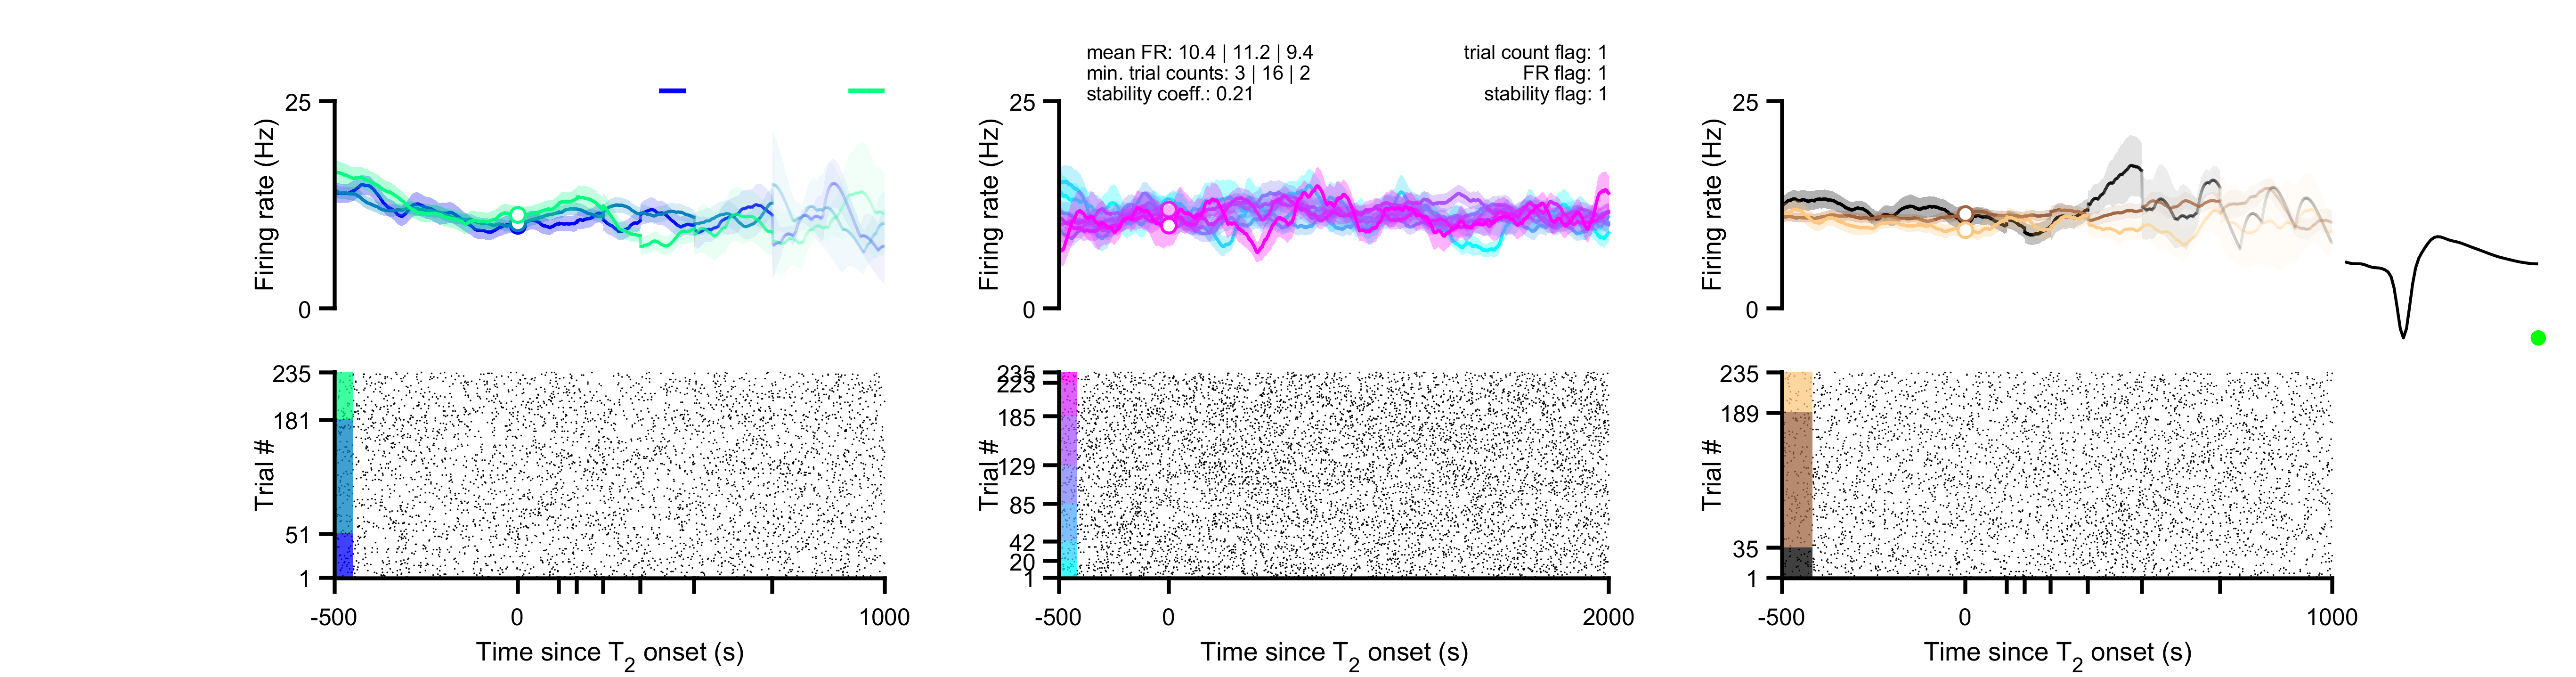 mean FR: 10.4 | 11.2 | 9.4
min. trial counts: 3 | 16 | 2
stability coeff.: 0.21
trial count flag: 1
FR flag: 1
stability flag: 1
25
Firing rate (Hz)
0
25
Firing rate (Hz)
0
25
Firing rate (Hz)
0
235
181
Trial #
51
1
-500
0
1000
Time since T2 onset (s)
235
223
185
129
Trial #
85
42
20
1
-500
0
2000
Time since T2 onset (s)
235
189
Trial #
35
1
-500
0
1000
Time since T2 onset (s)